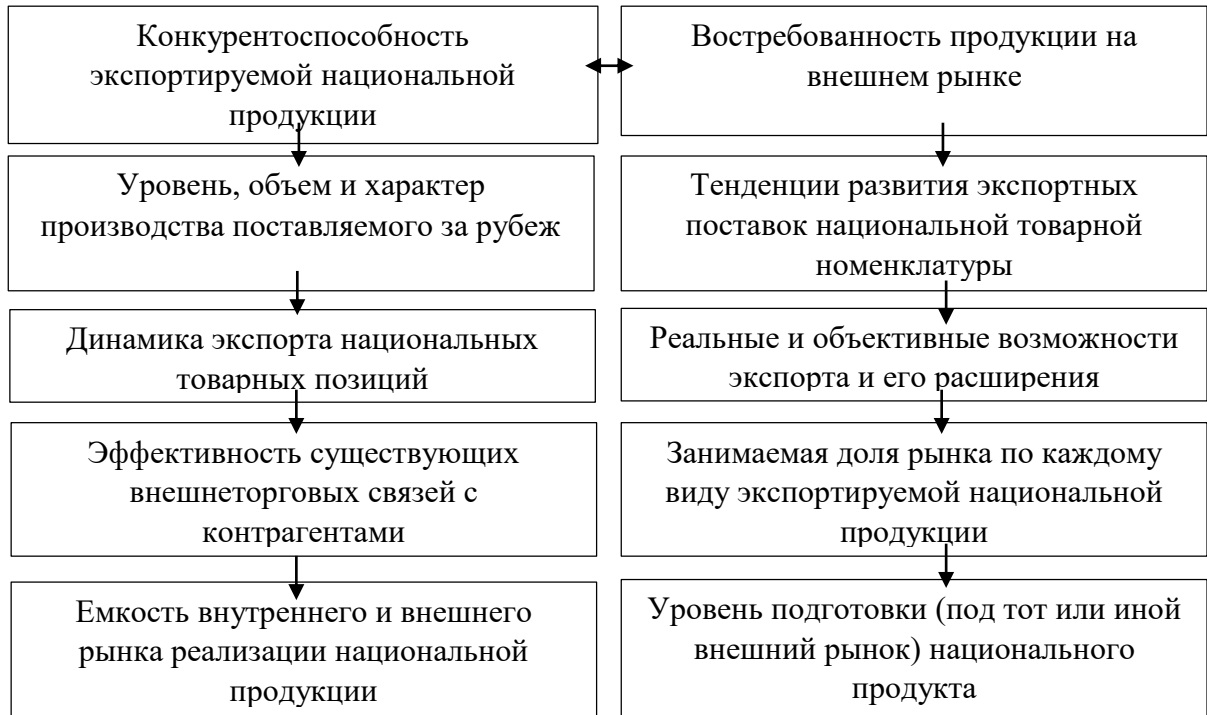 Конкурентоспособность
экспортируемой национальной
продукции
Востребованность продукции на
внешнем рынке
Уровень, объем и характер
производства поставляемого за рубеж
Тенденции развития экспортных
поставок национальной товарной
номенклатуры
Динамика экспорта национальных
товарных позиций
Реальные и объективные возможности
экспорта и его расширения
Эффективность существующих
внешнеторговых связей с
контрагентами
Занимаемая доля рынка по каждому
виду экспортируемой национальной
продукции
Емкость внутреннего и внешнего
рынка реализации национальной
продукции
Уровень подготовки (под тот или иной
внешний рынок) национального
продукта